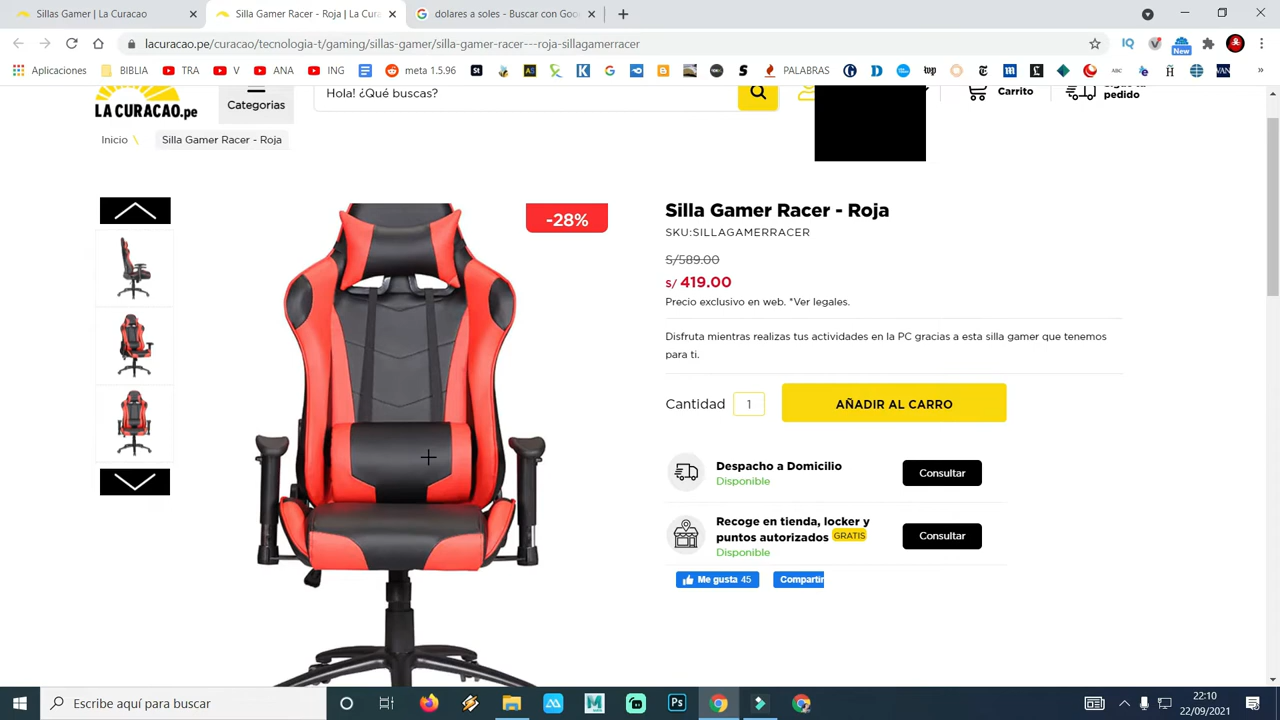 Silla Gamer Racer - Roja
Silla Gamer Racer - Roja | La Cura
dolares a soles - Buscar con Goo
lacuracao.pe/curacao/tecnologia-t/gaming/sillas-gamer/silla-gamer-racer---roja-sillagamerracer
New
Aplicaciones
BIBLIA
TRA
V
ANA
ING
meta 1.5.96
PALABRAS
LA CURACAO.pe
Categorias
Hola! ¿Qué buscas?
Carrito
pedido
Inicio \ Silla Gamer Racer - Roja
-28%
Silla Gamer Racer - Roja
SKU:SILLAGAMERRACER
S/589.00
S/ 419.00
Precio exclusivo en web. *Ver legales.
Disfruta mientras realizas tus actividades en la PC gracias a esta silla gamer que tenemos
para ti.
Cantidad 1 AÑADIR AL CARRO
Despacho a Domicilio
Disponible
Consultar
Recoge en tienda, locker y
puntos autorizados GRATIS
Disponible
Consultar
Me gusta 45
Compartir
Escribe aquí para buscar
22:10
22/09/2021